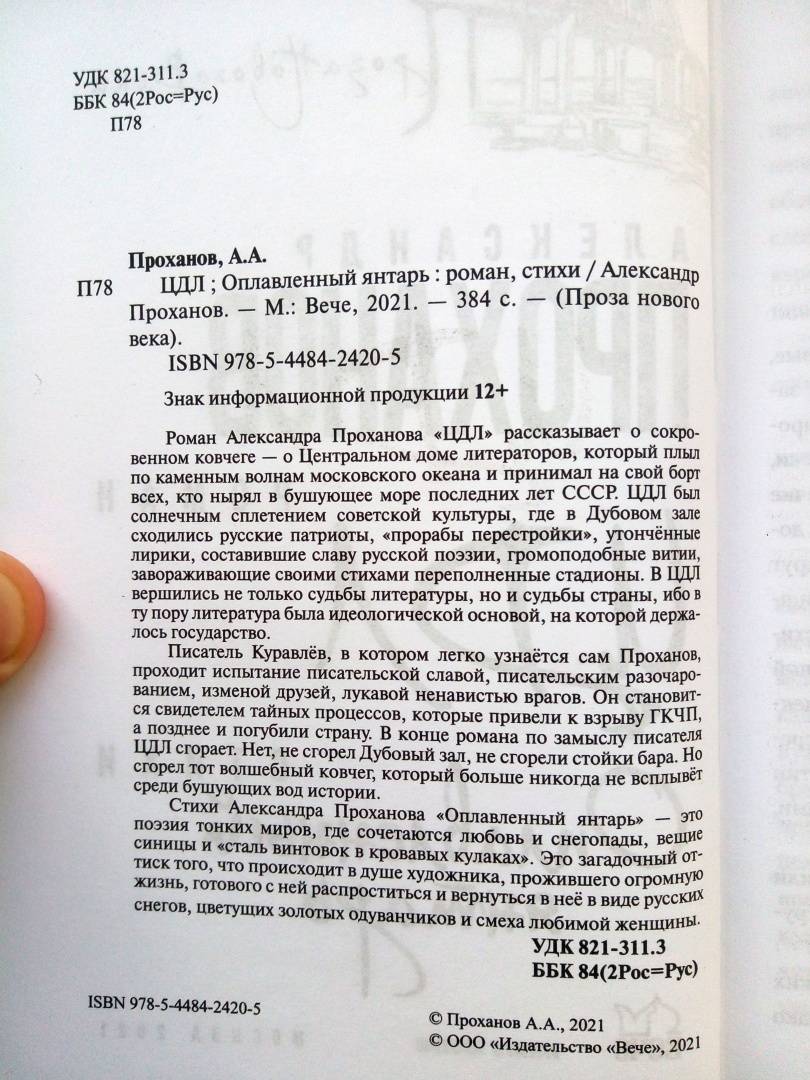 УДК 821-311.3
ББК 84(2Рос=Рус)
П78
Проханов, А.А.
П78 ЦДЛ ; Оплавленный янтарь : роман, стихи / Александр
Проханов. — М.: Вече, 2021. — 384 с. — (Проза нового
века).
ISBN 978-5-4484-2420-5
Знак информационной продукции 12+
Роман Александра Проханова «ЦДЛ» рассказывает о сокро-
венном ковчеге — о Центральном доме литераторов, который плыл
по каменным волнам московского океана и принимал на свой борт
всех, кто нырял в бушующее море последних лет СССР. ЦДЛ был
солнечным сплетением советской культуры, где в Дубовом зале
сходились русские патриоты, «прорабы перестройки», утончённые
лирики, составившие славу русской поэзии, громоподобные витии,
завораживающие своими стихами переполненные стадионы. В ЦДЛ
вершились не только судьбы литературы, но и судьбы страны, ибо в
ту пору литература была идеологической основой, на которой держа-
лось государство.
Писатель Куравлёв, в котором легко узнаётся сам Проханов,
проходит испытание писательской славой, писательским разочаро-
ванием, изменой друзей, лукавой ненавистью врагов. Он становит-
ся свидетелем тайных процессов, которые привели к взрыву ГКЧП,
а позднее и погубили страну. В конце романа по замыслу писателя
ЦДЛ сгорает. Нет, не сгорел Дубовый зал, не сгорели стойки бара. Но
сгорел тот волшебный ковчег, который больше никогда не всплывёт
среди бушующих вод истории.
Стихи Александра Проханова «Оплавленный янтарь» — это
поэзия тонких миров, где сочетаются любовь и снегопады, вещие
синицы и «сталь винтовок в кровавых кулаках». Это загадочный от-
тиск того, что происходит в душе художника, прожившего огромную
жизнь, готового с ней распроститься и вернуться в неё в виде русских
снегов, цветущих золотых одуванчиков и смеха любимой женщины.
УДК 821-311.3
ББК 84(2Рос=Рус)
ISBN 978-5-4484-2420-5
© Проханов А.А., 2021
© ООО «Издательство «Вече», 2021